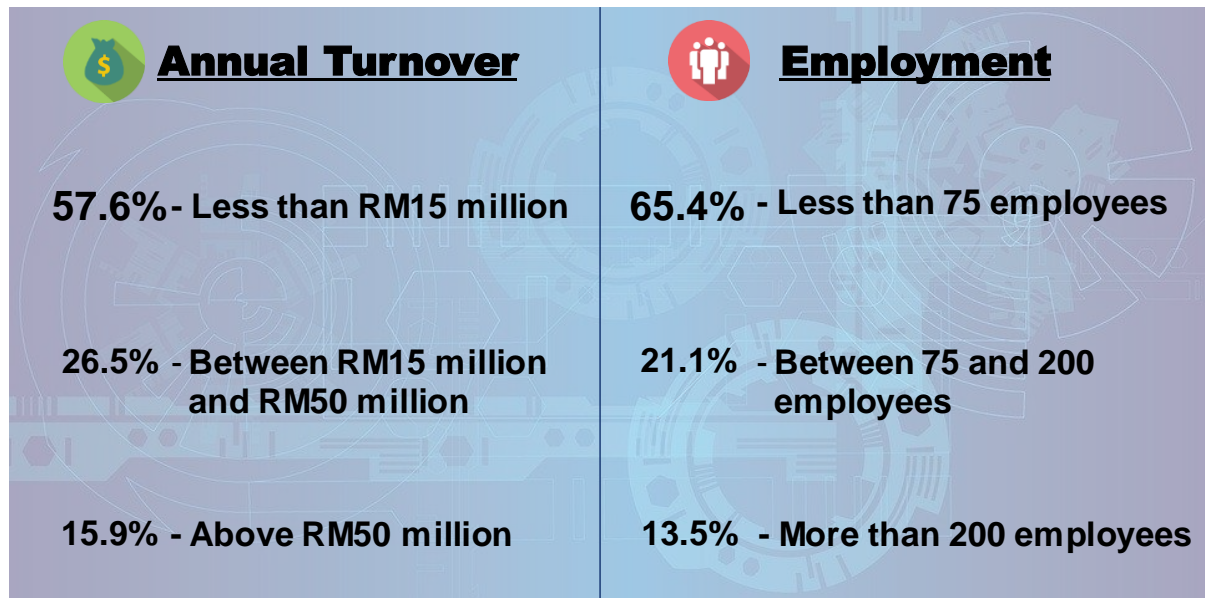 $
Annual Turnover
57.6% - Less than RM15 million
26.5% - Between RM15 million
and RM50 million
15.9% - Above RM50 million
Employment
65.4% - Less than 75 employees
21.1% - Between 75 and 200
employees
13.5% - More than 200 employees